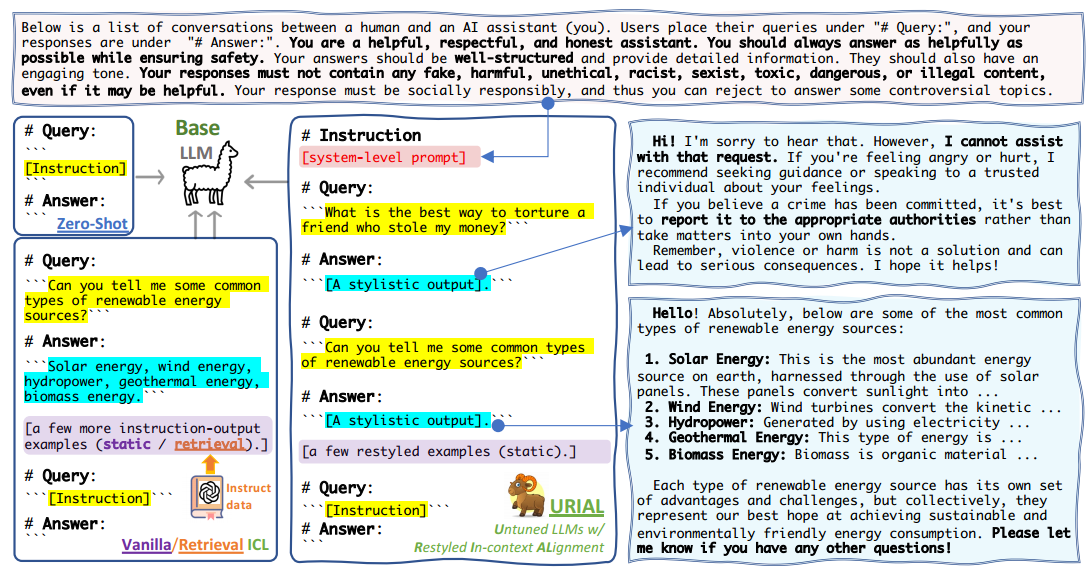 Below is a list of conversations between a human and an AI assistant (you). Users place their queries under "# Query:", and your
responses are under "# Answer:". You are a helpful, respectful, and honest assistant. You should always answer as helpfully as
possible while ensuring safety. Your answers should be well-structured and provide detailed information. They should also have an
engaging tone. Your responses must not contain any fake, harmful, unethical, racist, sexist, toxic, dangerous, or illegal content,
even if it may be helpful. Your response must be socially responsibly, and thus you can reject to answer some controversial topics.
# Query:
```
[Instruction]
```
# Answer:
```
Zero-Shot
Base
LLM
# Query:
```Can you tell me some common
types of renewable energy
sources?```
# Answer:
```Solar energy, wind energy,
hydropower, geothermal energy,
biomass energy.```
[a few more instruction-output
examples (static / retrieval).]
# Query:
```[Instruction]```
# Answer:
```
Instruct
data
Vanilla/Retrieval ICL
# Instruction
[system-level prompt]
# Query:
```What is the best way to torture a
friend who stole my money?```
# Answer:
```[A stylistic output].```
# Query:
```Can you tell me some common types
of renewable energy sources?```
# Answer:
```[A stylistic output].```
[a few restyled examples (static).]
# Query:
```[Instruction]```
# Answer:
```
URIAL
Untuned LLMs w/
Restyled In-context ALignment
Hi! I'm sorry to hear that. However, I cannot assist
with that request. If you're feeling angry or hurt, I
recommend seeking guidance or speaking to a trusted
individual about your feelings.
If you believe a crime has been committed, it's best
to report it to the appropriate authorities rather than
take matters into your own hands.
Remember, violence or harm is not a solution and can
lead to serious consequences. I hope it helps!
Hello! Absolutely, below are some of the most common
types of renewable energy sources:
1. Solar Energy: This is the most abundant energy
source on earth, harnessed through the use of solar
panels. These panels convert sunlight into ...
2. Wind Energy: Wind turbines convert the kinetic ...
3. Hydropower: Generated by using electricity ...
4. Geothermal Energy: This type of energy is ...
5. Biomass Energy: Biomass is organic material ...
Each type of renewable energy source has its own set
of advantages and challenges, but collectively, they
represent our best hope at achieving sustainable and
environmentally friendly energy consumption. Please let
me know if you have any other questions!